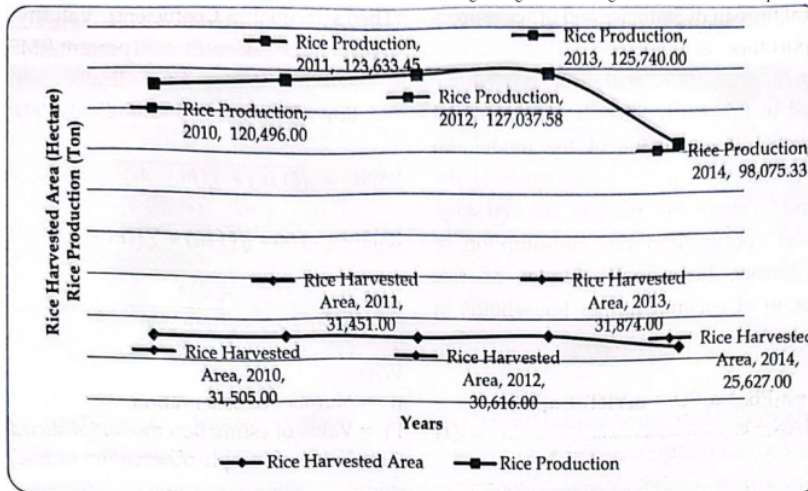 Rice Production,
2011,
Rice Production,
2013, 125,740.00
Rice Production,
2010, 120,496.00
Rice Production,
2012, 127,037.58
Rice Production
2014, 98,075.33
Rice Harvested Area (Hectare)
Rice Production (Ton)
Rice Harvested
Area, 2011,
31,451.00
Rice Harvested
Area, 2013,
31,874.00
Rice Harvested
Area, 2010,
31,505.00
Rice Harvested
Area, 2012,
30,616.00
Rice Harvested
Area, 2014,
25,627.00
Years
Rice Harvested Area
Rice Production